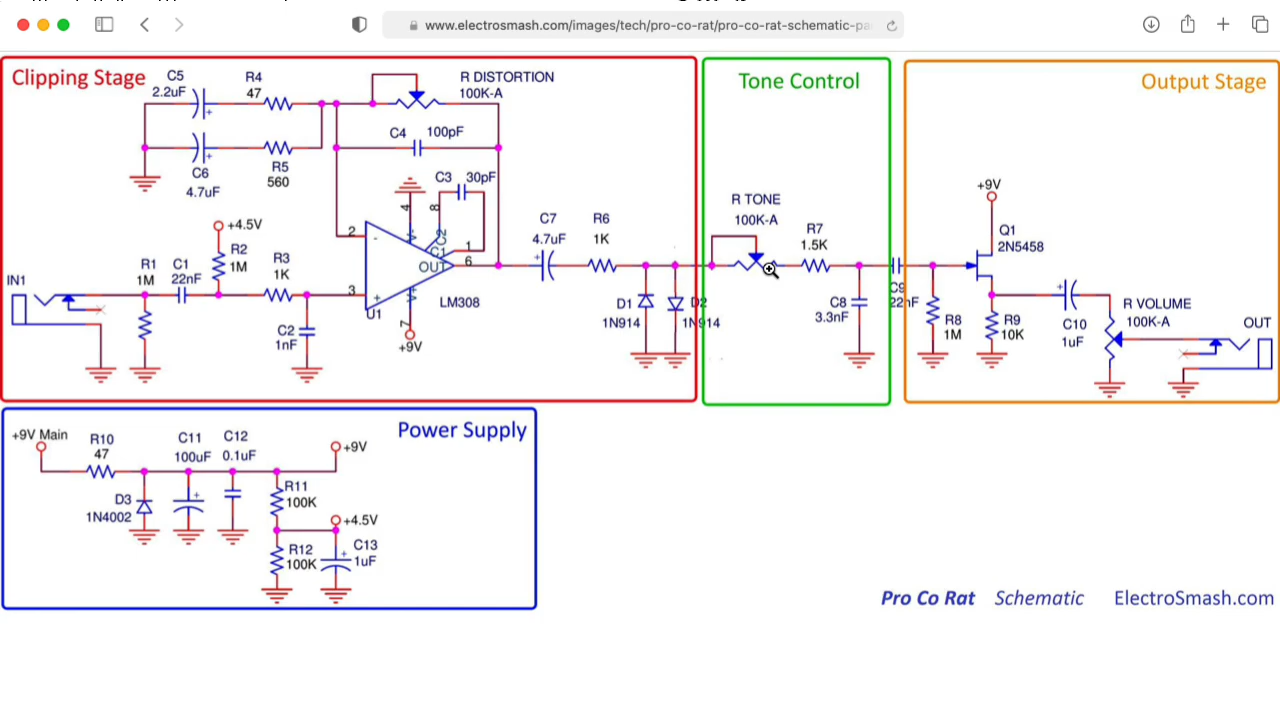 www.electrosmash.com/images/tech/pro-co-rat/pro-co-rat-schematic-pa
Clipping Stage
C5
2.2uF
R4
47
R DISTORTION
100K-A
C4
100pF
C6
4.7uF
R5
560
C3
30pF
4
8
V-
C2
C1
1
2
-
OUT
6
3
+
U1
V+
7
+9V
LM308
+4.5V
R2
1M
R1
1M
C1
22nF
R3
1K
IN1
C2
1nF
C7
4.7uF
R6
1K
D1
1N914
D2
1N914
Tone Control
R TONE
100K-A
R7
1.5K
C8
3.3nF
Output Stage
+9V
Q1
2N5458
C9
22nF
R8
1M
R9
10K
C10
1uF
R VOLUME
100K-A
OUT
Power Supply
+9V Main
R10
47
C11
100uF
C12
0.1uF
+9V
D3
1N4002
R11
100K
+4.5V
R12
100K
C13
1uF
Pro Co Rat Schematic ElectroSmash.com